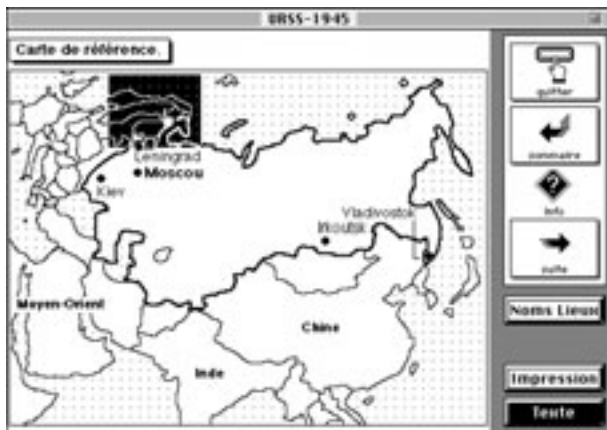 URSS-1945
Carte de référence.
quitter
Leningrad
Moscou
Kiev
sommaire
Vladivostok
Irkoutsk
info
suite
Moyen-Orient
Chine
Noms Lieux
Inde
Impression
Texte